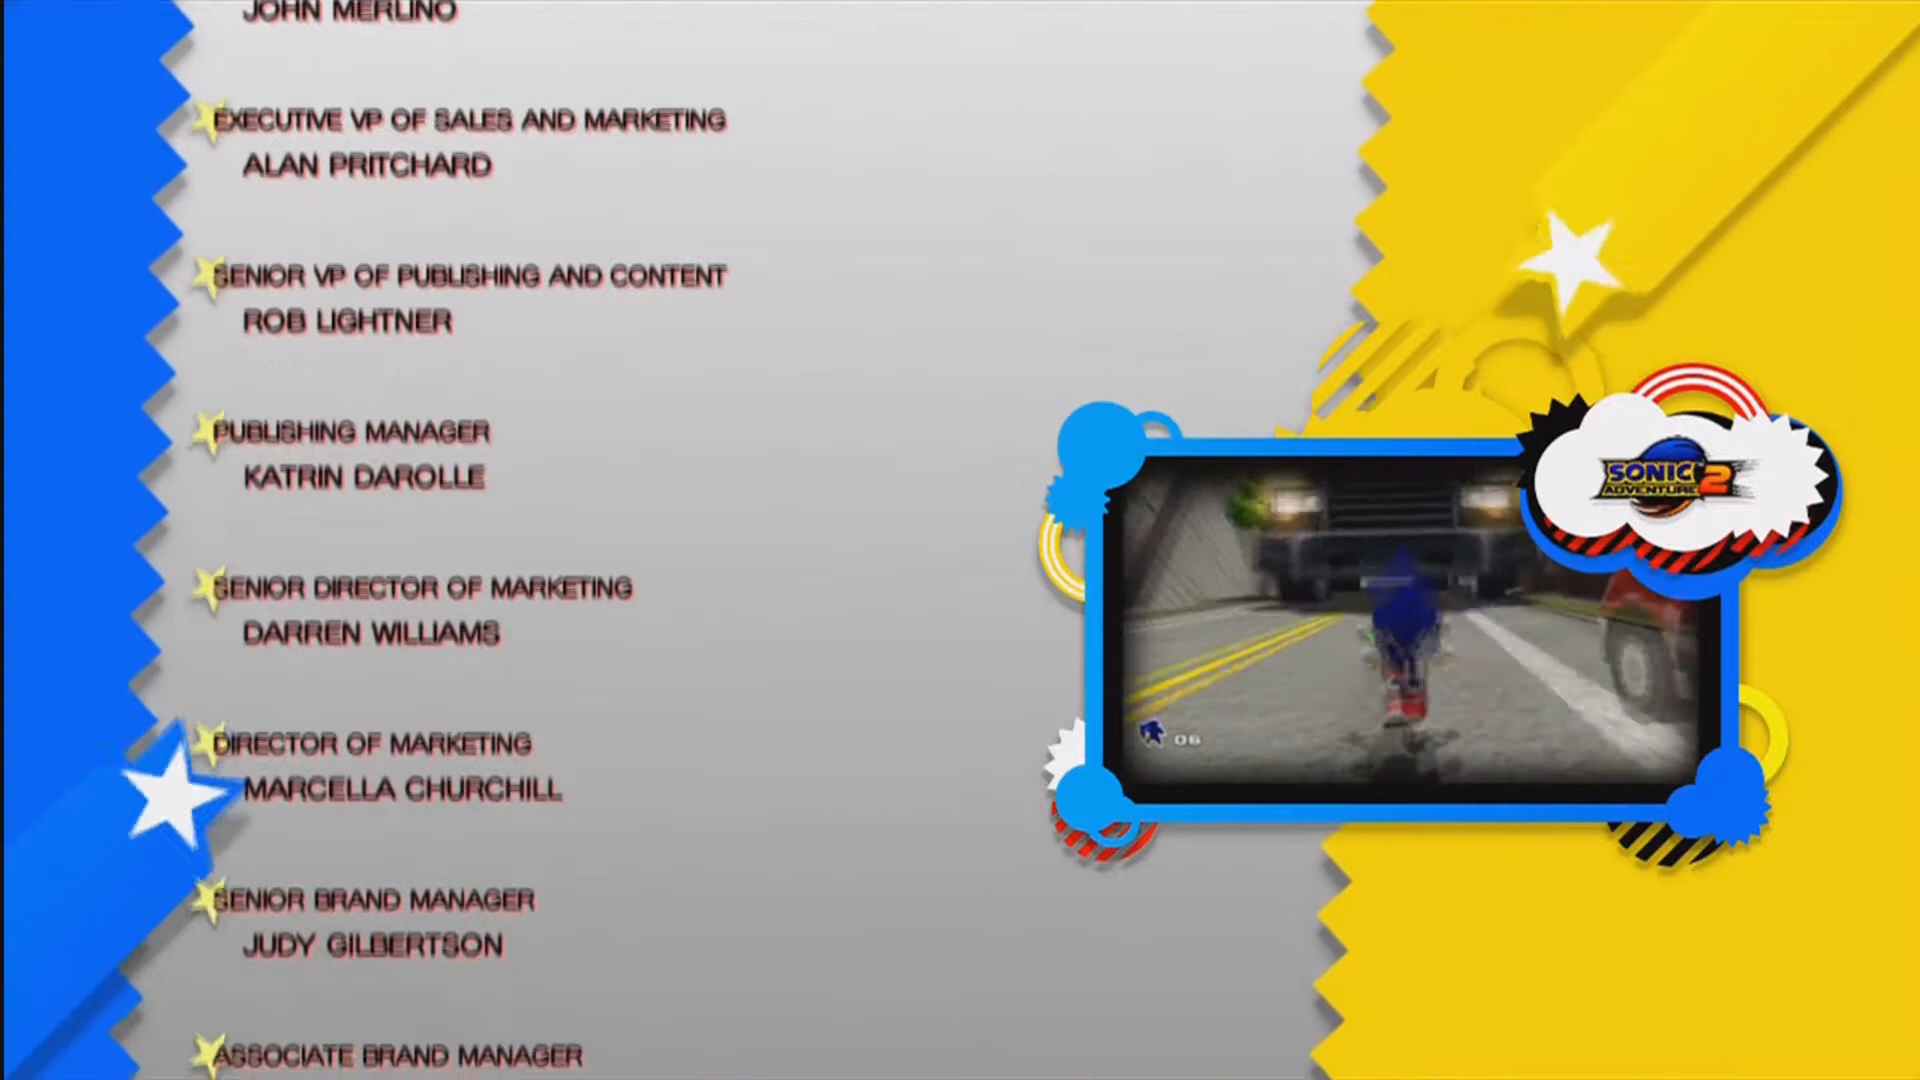 JOHN MERLINO
EXECUTIVE VP OF SALES AND MARKETING
ALAN PRITCHARD
SENIOR VP OF PUBLISHING AND CONTENT
ROB LIGHTNER
PUBLISHING MANAGER
KATRIN DAROLLE
SENIOR DIRECTOR OF MARKETING
DARREN WILLIAMS
DIRECTOR OF MARKETING
MARCELLA CHURCHILL
SENIOR BRAND MANAGER
JUDY GILBERTSON
ASSOCIATE BRAND MANAGER
SONIC
ADVENTURE 2
06